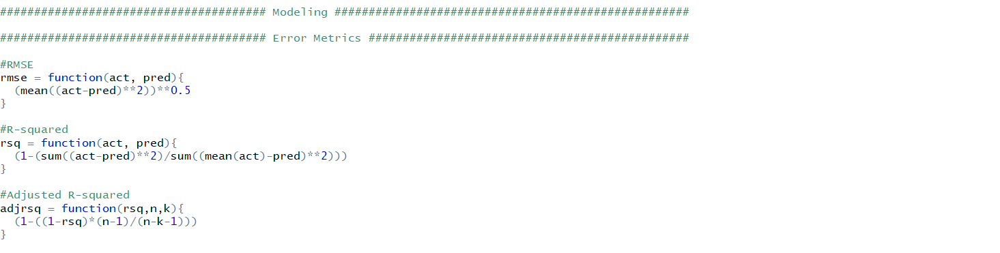 ####################################### Modeling ####################################################
####################################### Error Metrics ###############################################
#RMSE
rmse = function(act, pred){
  (mean((act-pred)**2))**0.5
}
#R-squared
rsq = function(act, pred){
  (1-(sum((act-pred)**2)/sum((mean(act)-pred)**2)))
}
#Adjusted R-squared
adjrsq = function(rsq,n,k){
  (1-((1-rsq)*(n-1)/(n-k-1)))
}